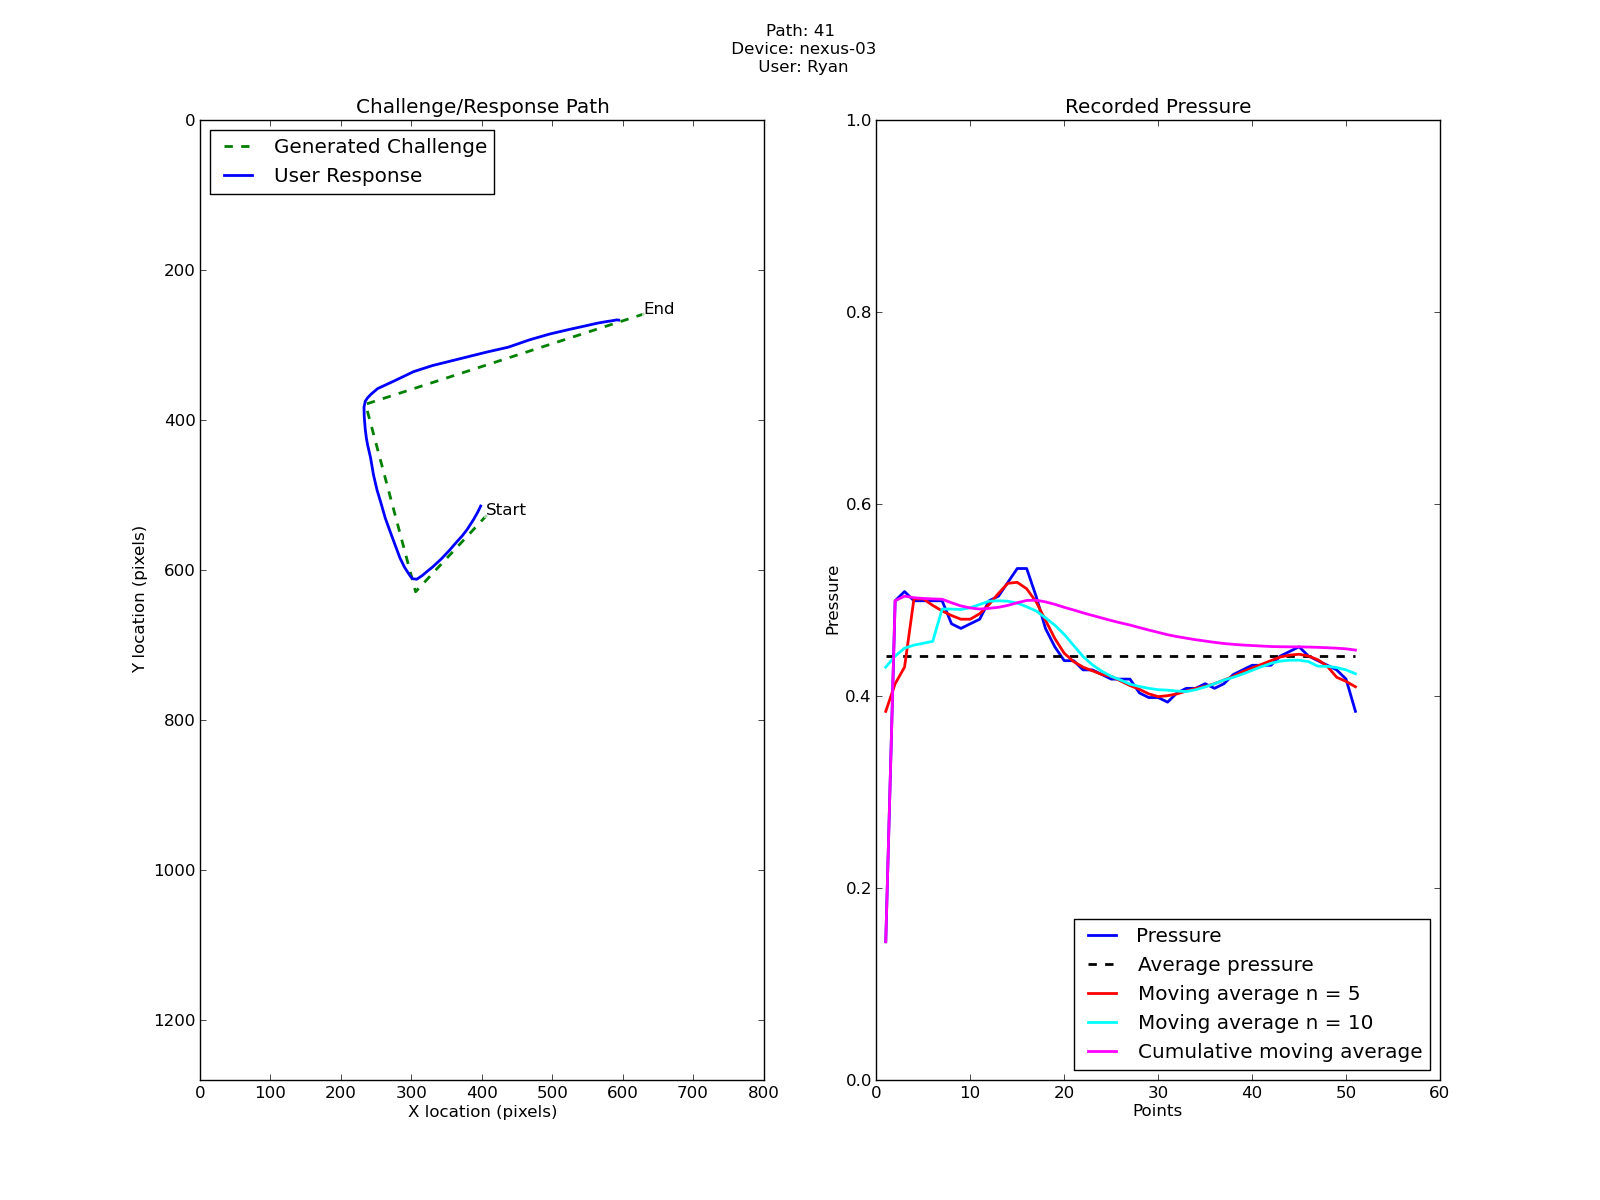 Path: 41
Device: nexus-03
User: Ryan
Challenge/Response Path
Generated Challenge
User Response
End
Start
0
200
400
600
800
1000
1200
Y location (pixels)
0 100 200 300 400 500 600 700 800
X location (pixels)
Recorded Pressure
1.0
0.8
0.6
0.4
0.2
0.0
Pressure
Pressure
Average pressure
Moving average n = 5
Moving average n = 10
Cumulative moving average
0 10 20 30 40 50 60
Points